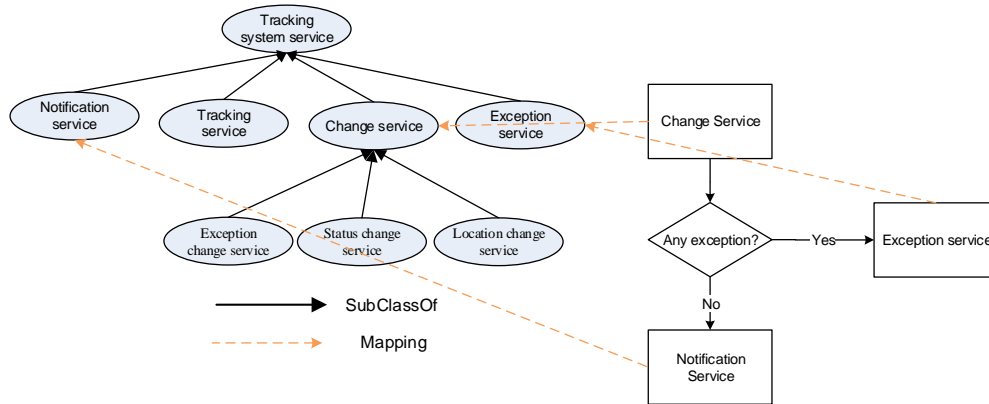 Tracking
system service
Notification
service
Tracking
service
Change service
Exception
service
Change Service
Exception
change service
Status change
service
Location change
service
Any exception?
Yes
Exception service
No
SubClassOf
Mapping
Notification
Service